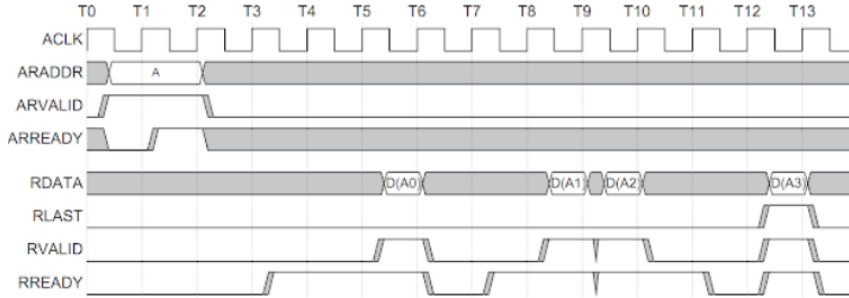 T0 T1 T2 T3 T4 T5 T6 T7 T8 T9 T10 T11 T12 T13
ACLK
ARADDR A
ARVALID
ARREADY
RDATA D(A0) D(A1) D(A2) D(A3)
RLAST
RVALID
RREADY